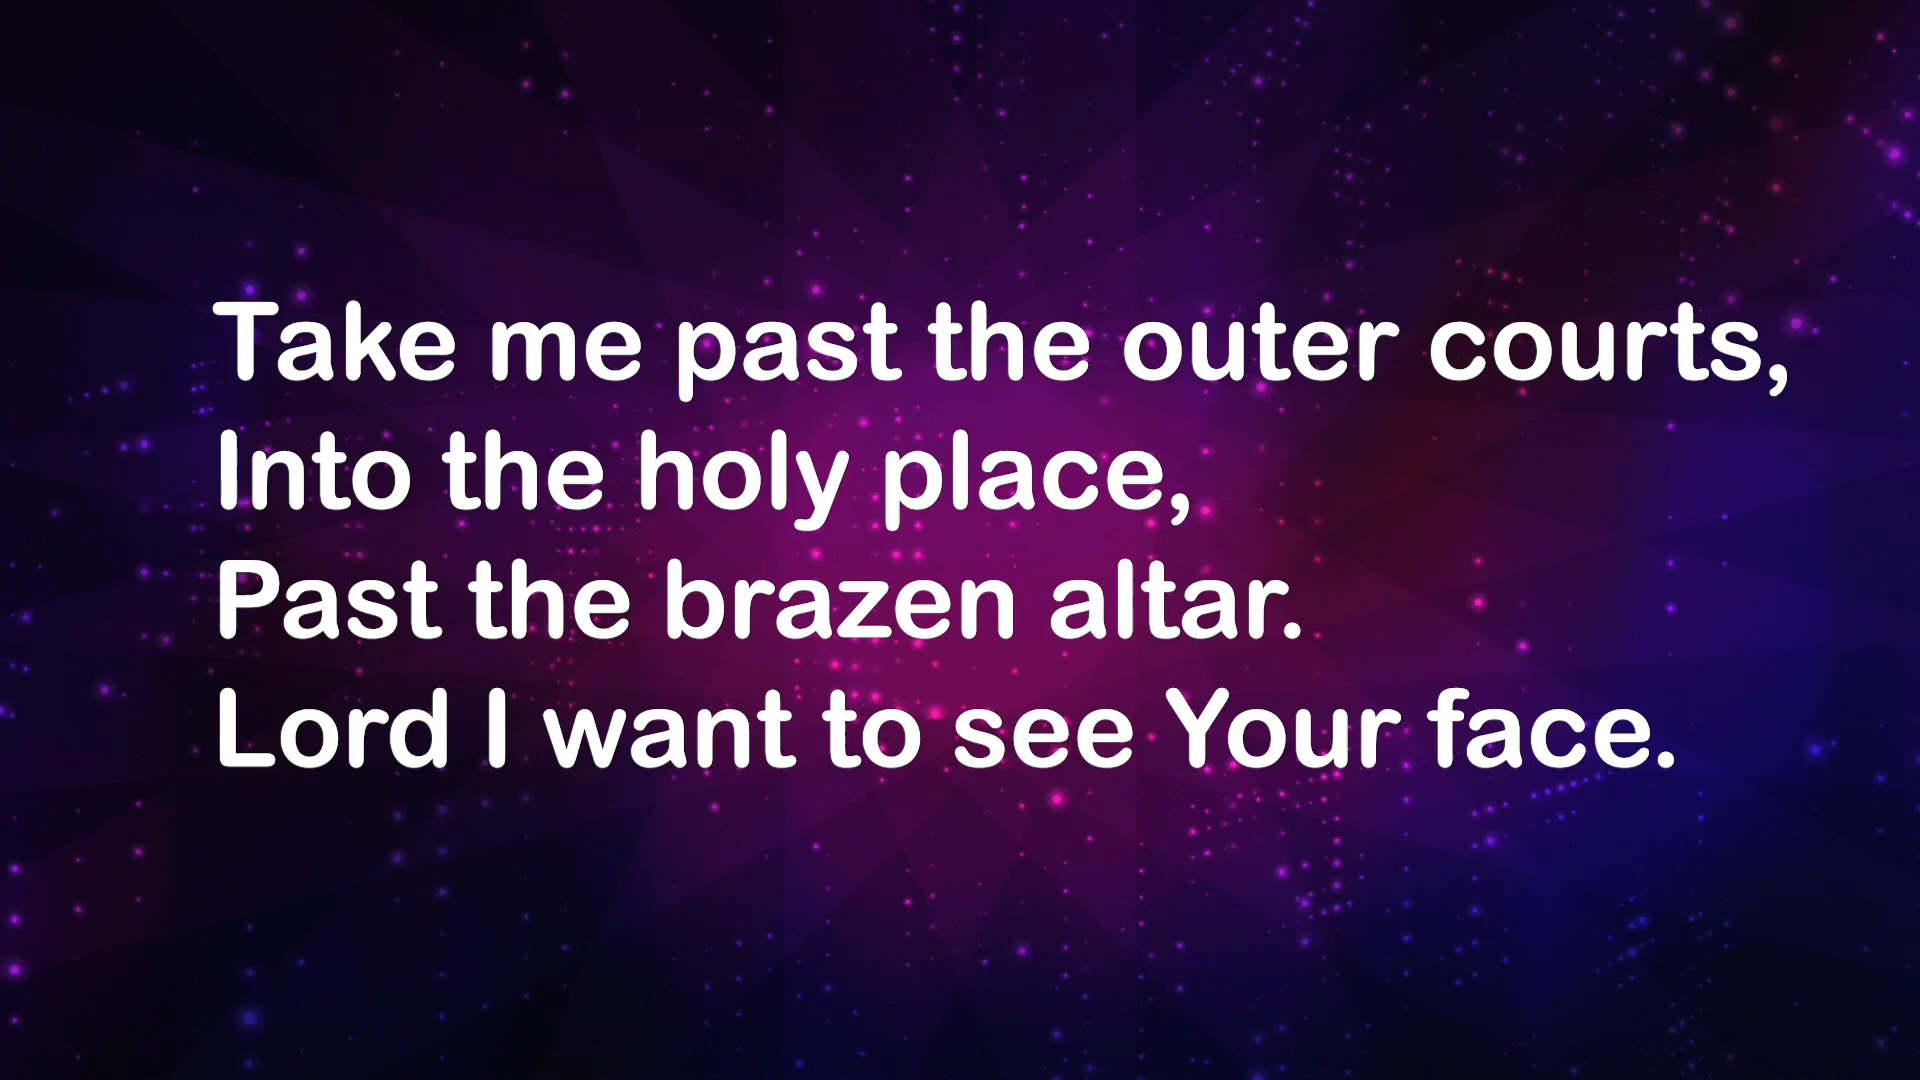 Take me past the outer courts,
Into the holy place,
Past the brazen altar.
Lord I want to see Your face.